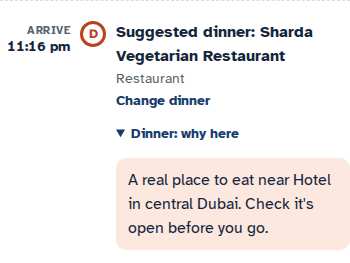 ARRIVE
11:16 pm
D
Suggested dinner: Sharda
Vegetarian Restaurant
Restaurant
Change dinner
▼ Dinner: why here
A real place to eat near Hotel
in central Dubai. Check it's
open before you go.